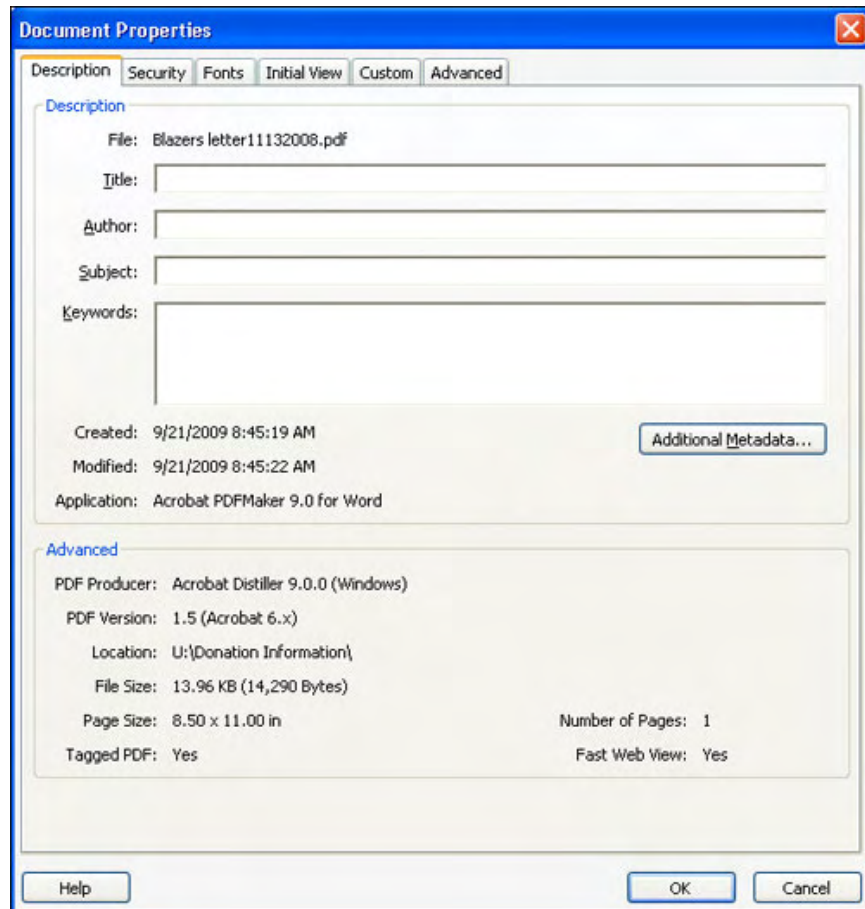 Document Properties
Description Security Fonts Initial View Custom Advanced
Description
File: Blazers letter11132008.pdf
Title:
Author:
Subject:
Keywords:
Created: 9/21/2009 8:45:19 AM
Additional Metadata...
Modified: 9/21/2009 8:45:22 AM
Application: Acrobat PDFMaker 9.0 for Word
Advanced
PDF Producer: Acrobat Distiller 9.0.0 (Windows)
PDF Version: 1.5 (Acrobat 6.x)
Location: U:\Donation Information\
File Size: 13.96 KB (14,290 Bytes)
Page Size: 8.50 x 11.00 in Number of Pages: 1
Tagged PDF: Yes Fast Web View: Yes
Help OK Cancel